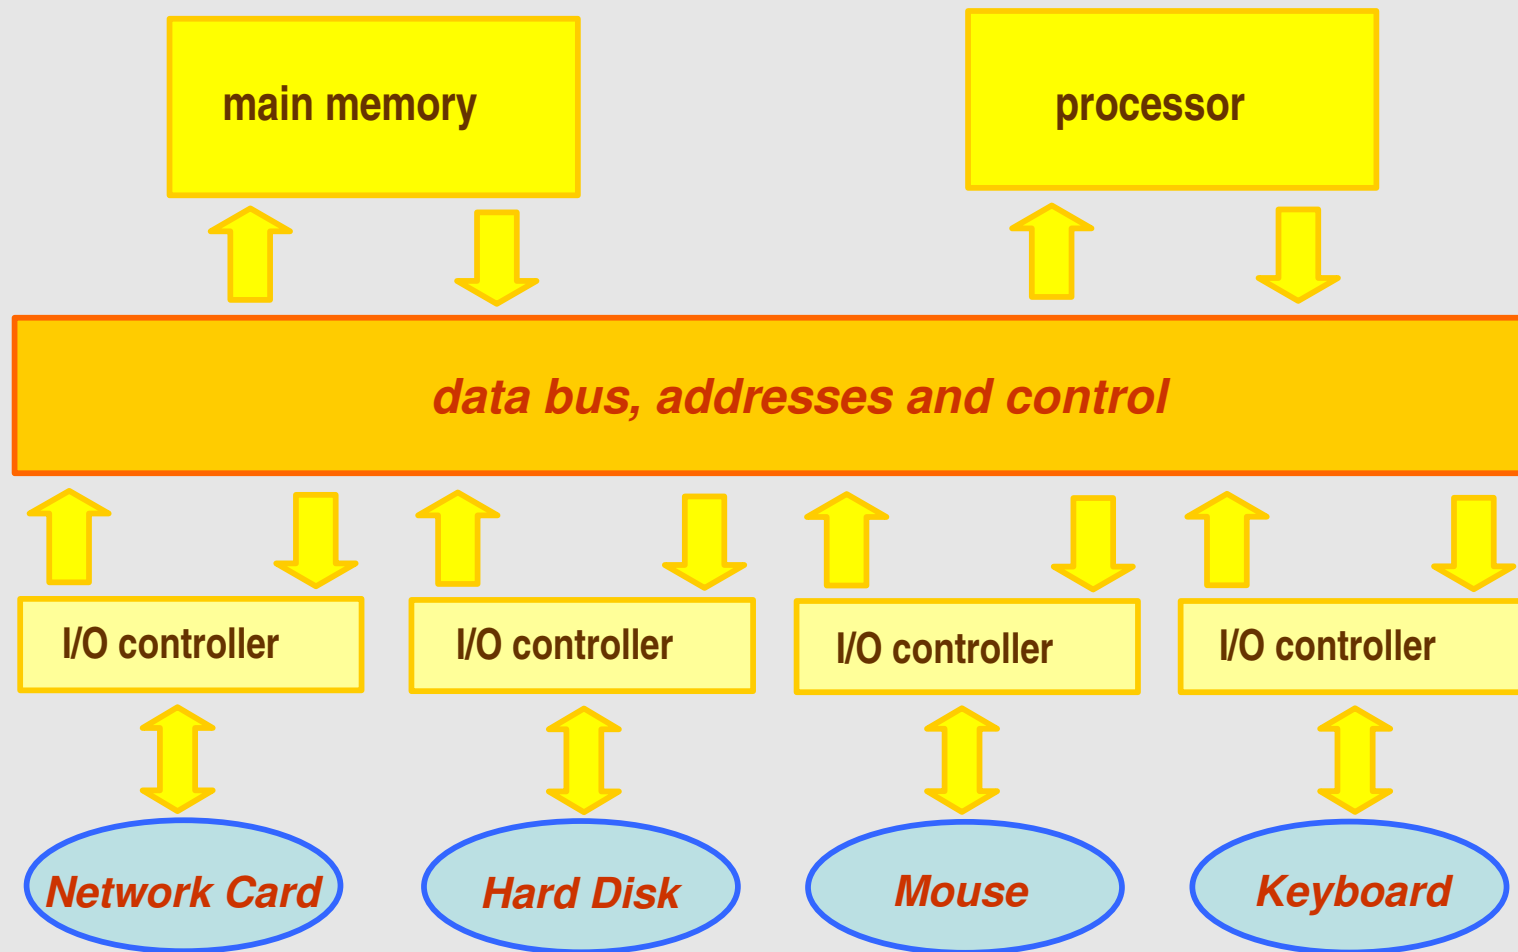 main memory
processor
data bus, addresses and control
I/O controller
I/O controller
I/O controller
I/O controller
Network Card
Hard Disk
Mouse
Keyboard